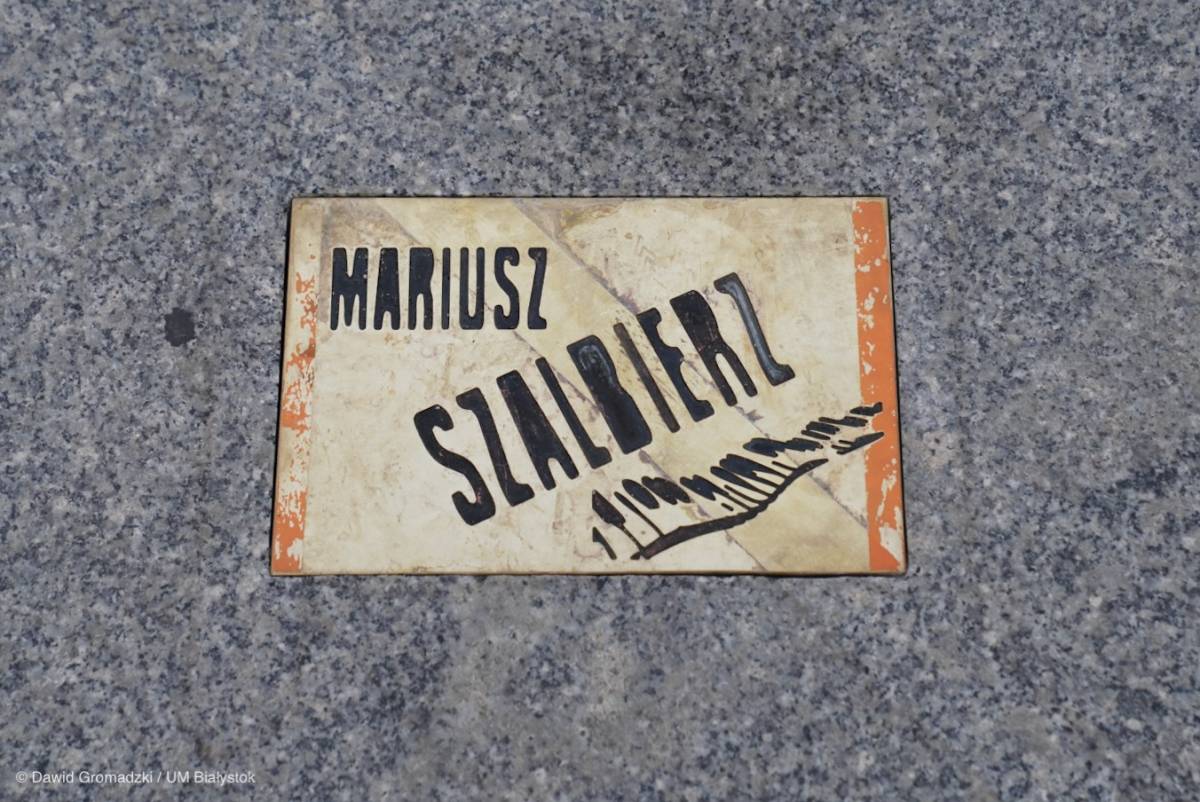 MARIUSZ
SZALBIERZ
© Dawid Gromadzki / UM Białystok